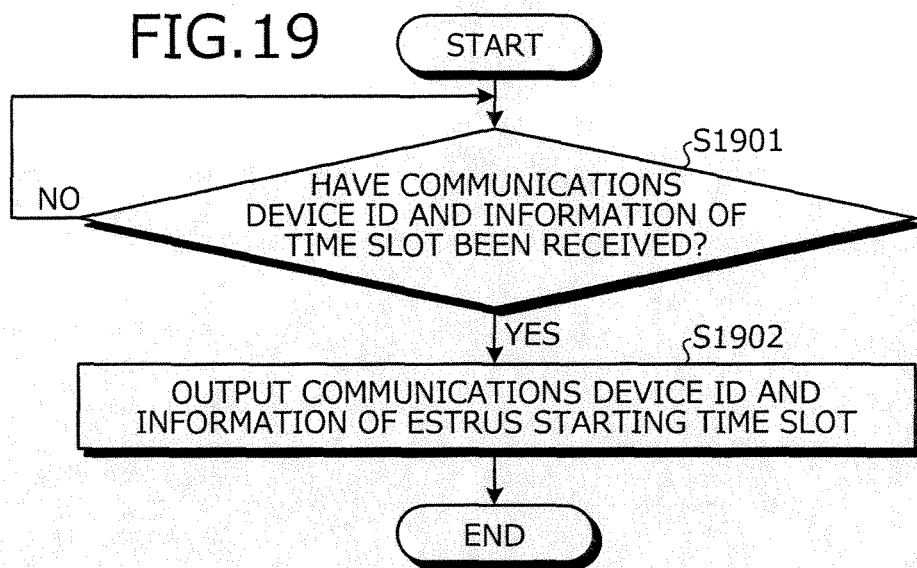 FIG.19
START
S1901
HAVE COMMUNICATIONS
DEVICE ID AND INFORMATION OF
TIME SLOT BEEN RECEIVED?
NO
YES
S1902
OUTPUT COMMUNICATIONS DEVICE ID AND
INFORMATION OF ESTRUS STARTING TIME SLOT
END